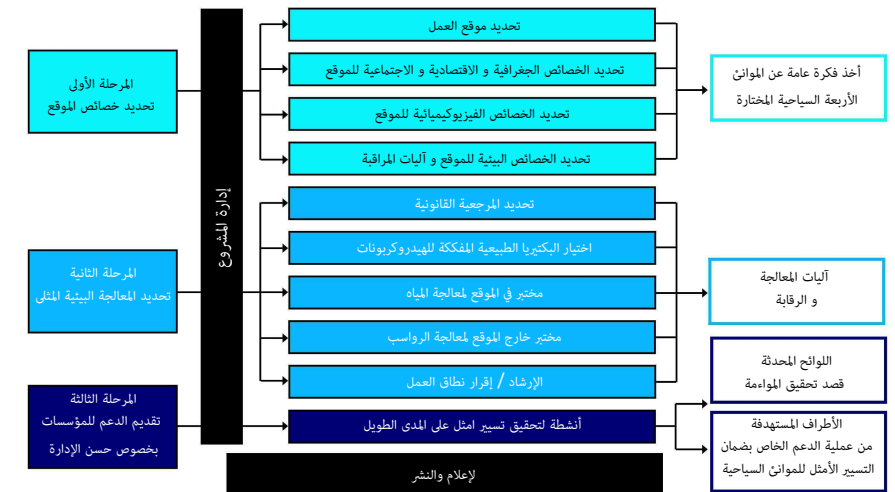 المرحلة الأولى
تحديد خصائص الموقع
تحديد موقع العمل
تحديد الخصائص الجغرافية و الاقتصادية و الاجتماعية للموقع
تحديد الخصائص الفيزيوكيميائية للموقع
تحديد الخصائص البيئية للموقع و آليات المراقبة
أخذ فكرة عامة عن الموانئ
الأربعة السياحية المختارة
إدارة المشروع
المرحلة الثانية
تحديد المعالجة البيئية المثلى
تحديد المرجعية القانونية
اختيار البكتيريا الطبيعية المفككة للهيدروكربونات
مختبر في الموقع لمعالجة المياه
مختبر خارج الموقع لمعالجة الرواسب
الإرشاد / إقرار نطاق العمل
آليات المعالجة
و الرقابة
المرحلة الثالثة
تقديم الدعم للمؤسسات
بخصوص حسن الإدارة
أنشطة لتحقيق تسيير امثل على المدى الطويل
اللوائح المحدثة
قصد تحقيق المواءمة
الأطراف المستهدفة
من عملية الدعم الخاص بضمان
التسيير الأمثل للموانئ السياحية
لإعلام والنشر